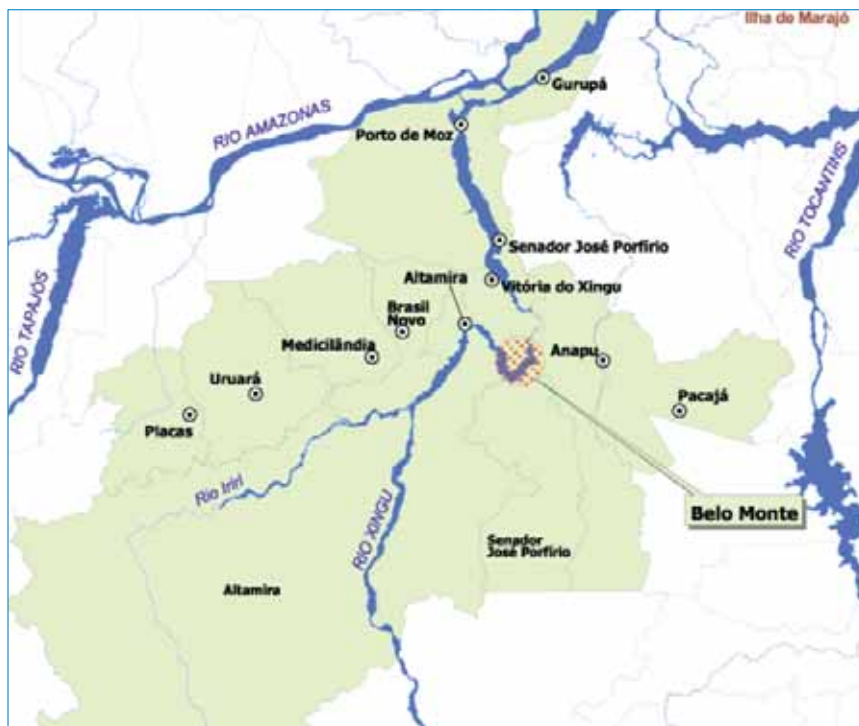 Ilha de Marajó
Gurupá
RIO AMAZONAS
Porto de Moz
RIO TOCANTINS
Senador José Porfírio
Altamira
Vitória do Xingu
RIO TAPAJÓS
Brasil
Novo
Medicilândia
Anapu
Uruará
Pacajá
Placas
Rio Iriri
Belo Monte
RIO XINGU
Senador
José Porfírio
Altamira